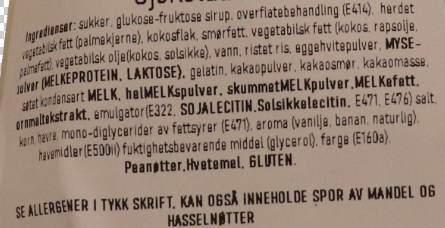 Ingredienser: sukker, glukose-fruktose sirup, overflatebehandling (E414), herdet
vegetabilsk fett (palmekjerne), kokosflak, smørfett, vegetabilsk fett (kokos, rapsolje,
palmefett), vegetabilsk olje(kokos, solsikke), vann, ristet ris, eggehvitepulver, MYSE-
pulver (MELKEPROTEIN, LAKTOSE), gelatin, kakaopulver, kakaosmør, kakaomasse,
søtet kondensert MELK, helMELKspulver, skummetMELKpulver, MELKefett,
ornmeltekstrakt, emulgator(E322, SOJALECITIN, Solsikkelecitin, E471, E476) salt,
korn, havre, mono-diglycerider av fettsyrer (E471), aroma (vanilje, banan, naturlig),
hevemidler(E500ii) fuktighetsbevarende middel (glycerol), farge (E160a).
Peanøtter, Hvetemel, GLUTEN.
SE ALLERGENER I TYKK SKRIFT. KAN OGSÅ INNEHOLDE SPOR AV MANDEL OG
HASSELNØTTER